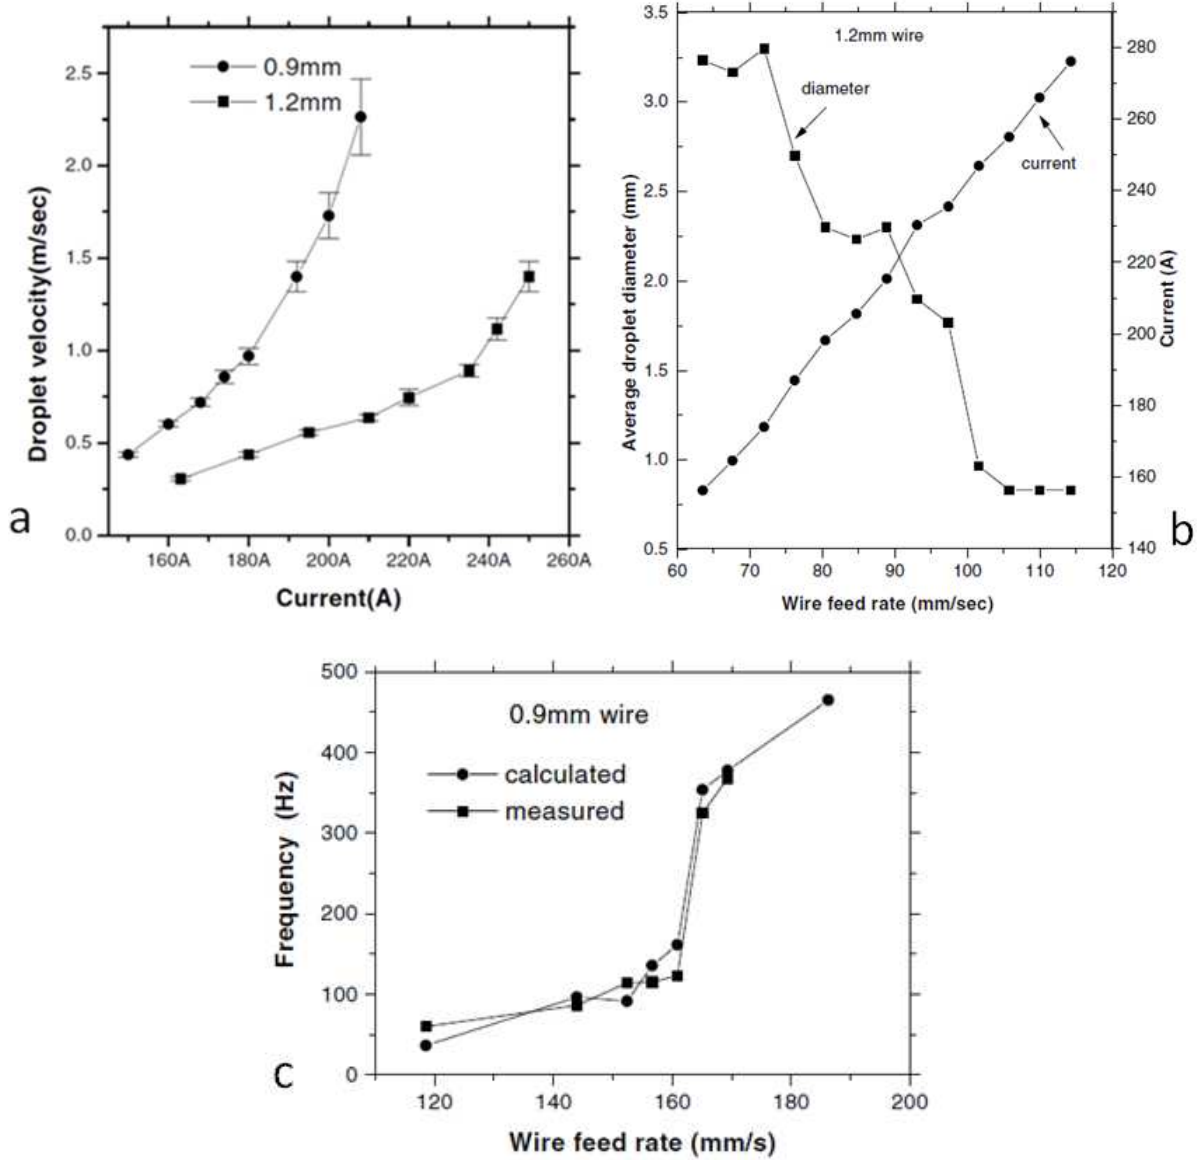 0.9mm
1.2mm
2.5
2.0
1.5
1.0
0.5
0.0
Droplet velocity(m/sec)
160A 180A 200A 220A 240A 260A
Current(A)
a
1.2mm wire
diameter
current
3.5
3.0
2.5
2.0
1.5
1.0
0.5
Average droplet diameter (mm)
280
260
240
220
200
180
160
140
Current (A)
60 70 80 90 100 110 120
Wire feed rate (mm/sec)
b
0.9mm wire
calculated
measured
500
400
300
200
100
0
Frequency (Hz)
120 140 160 180 200
Wire feed rate (mm/s)
c